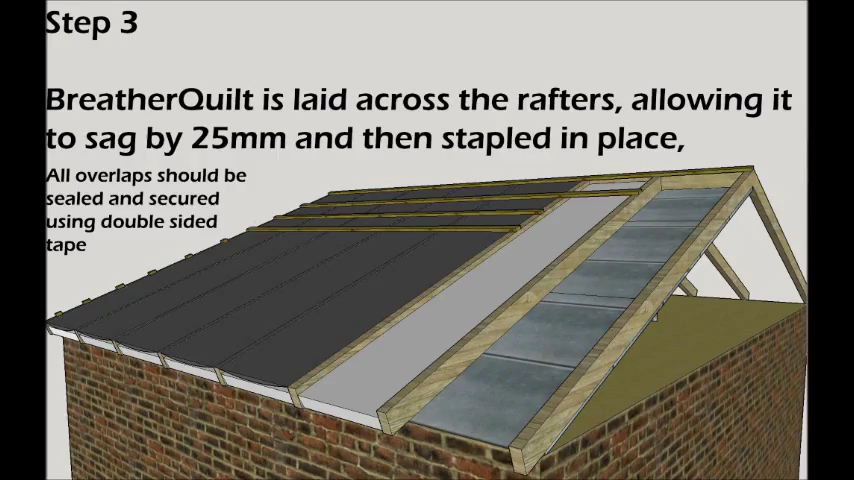 Step 3
BreatherQuilt is laid across the rafters, allowing it
to sag by 25mm and then stapled in place,
All overlaps should be
sealed and secured
using double sided
tape